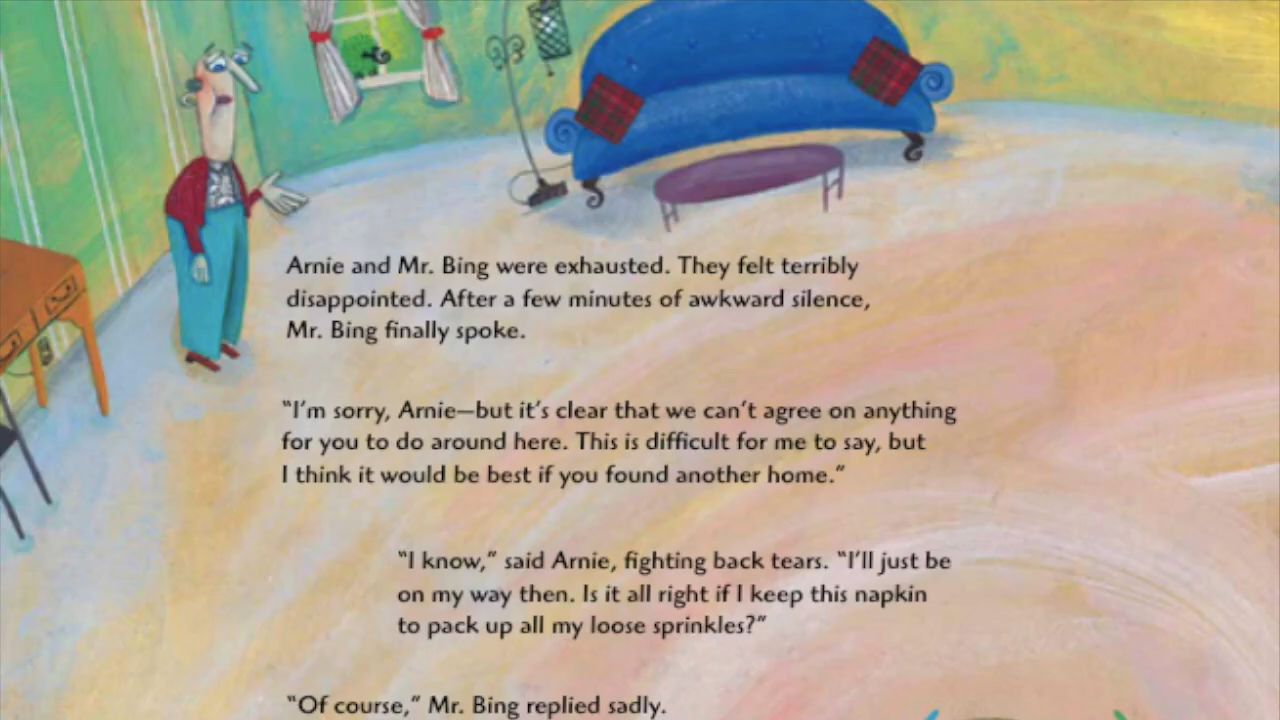 Arnie and Mr. Bing were exhausted. They felt terribly
disappointed. After a few minutes of awkward silence,
Mr. Bing finally spoke.
“I’m sorry, Arnie—but it’s clear that we can’t agree on anything
for you to do around here. This is difficult for me to say, but
I think it would be best if you found another home.”
“I know,” said Arnie, fighting back tears. “I’ll just be
on my way then. Is it all right if I keep this napkin
to pack up all my loose sprinkles?”
“Of course,” Mr. Bing replied sadly.